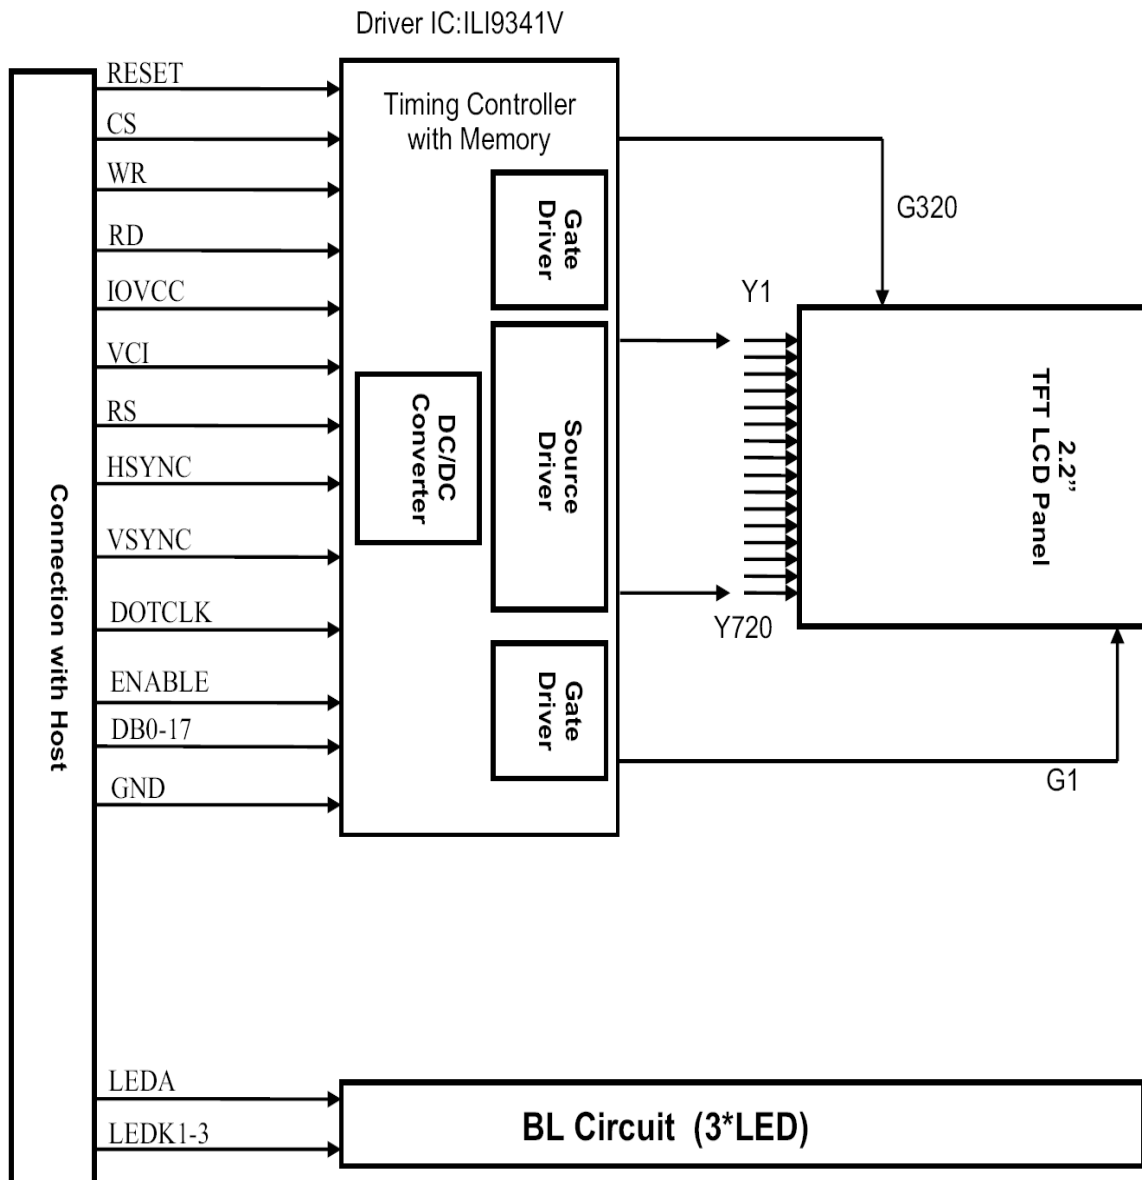 Driver IC:ILI9341V
RESET
CS
WR
RD
IOVCC
VCI
RS
HSYNC
VSYNC
DOTCLK
ENABLE
DB0-17
GND
LEDA
LEDK1-3
Connection with Host
Timing Controller
with Memory
Gate
Driver
DC/DC
Converter
Source
Driver
Gate
Driver
G320
Y1
Y720
G1
2.2”
TFT LCD Panel
BL Circuit (3*LED)